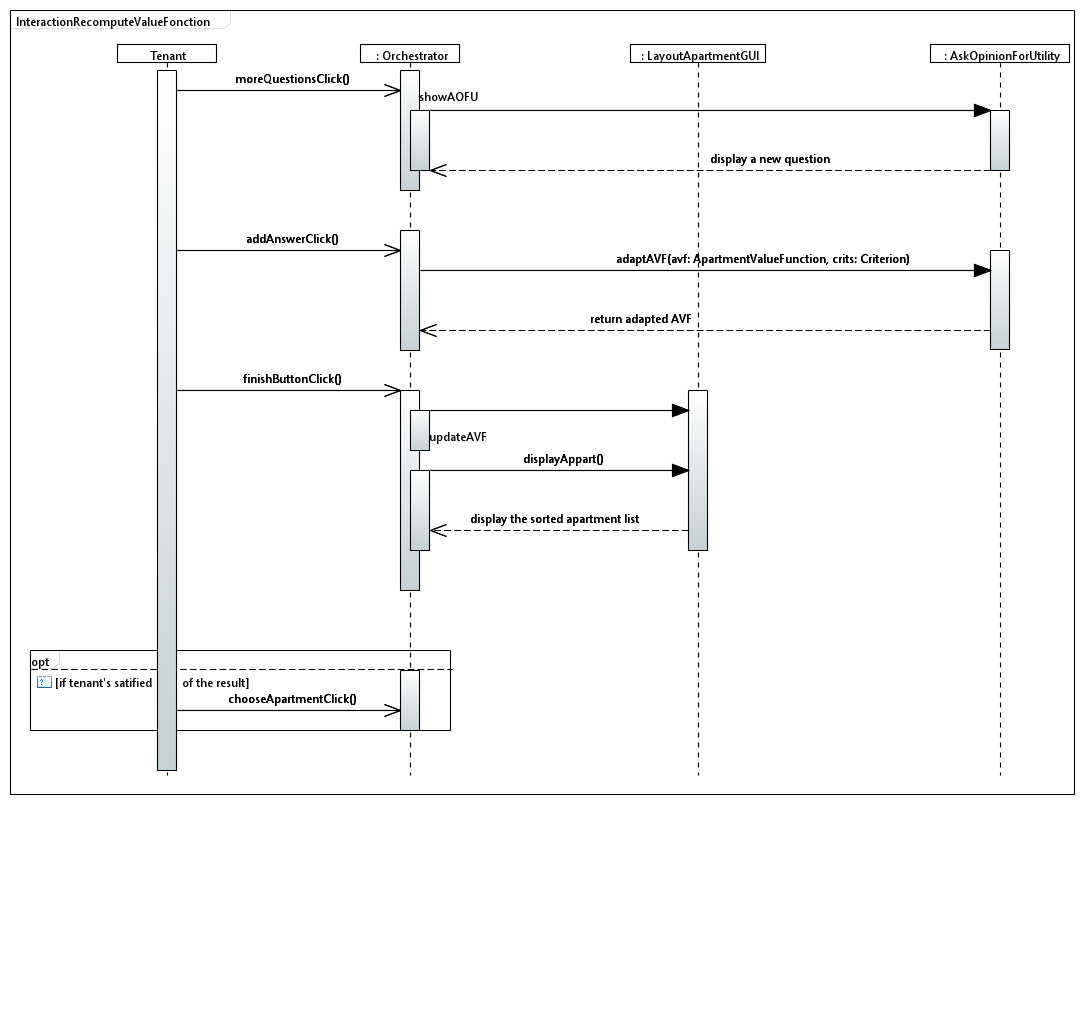 InteractionRecomputeValueFonction
Tenant
: Orchestrator
: LayoutApartmentGUI
: AskOpinionForUtility
moreQuestionsClick()
showAOFU
display a new question
addAnswerClick()
adaptAVF(avf: ApartmentValueFunction, crits: Criterion)
return adapted AVF
finishButtonClick()
updateAVF
displayAppart()
display the sorted apartment list
opt
[if tenant's satified of the result]
chooseApartmentClick()